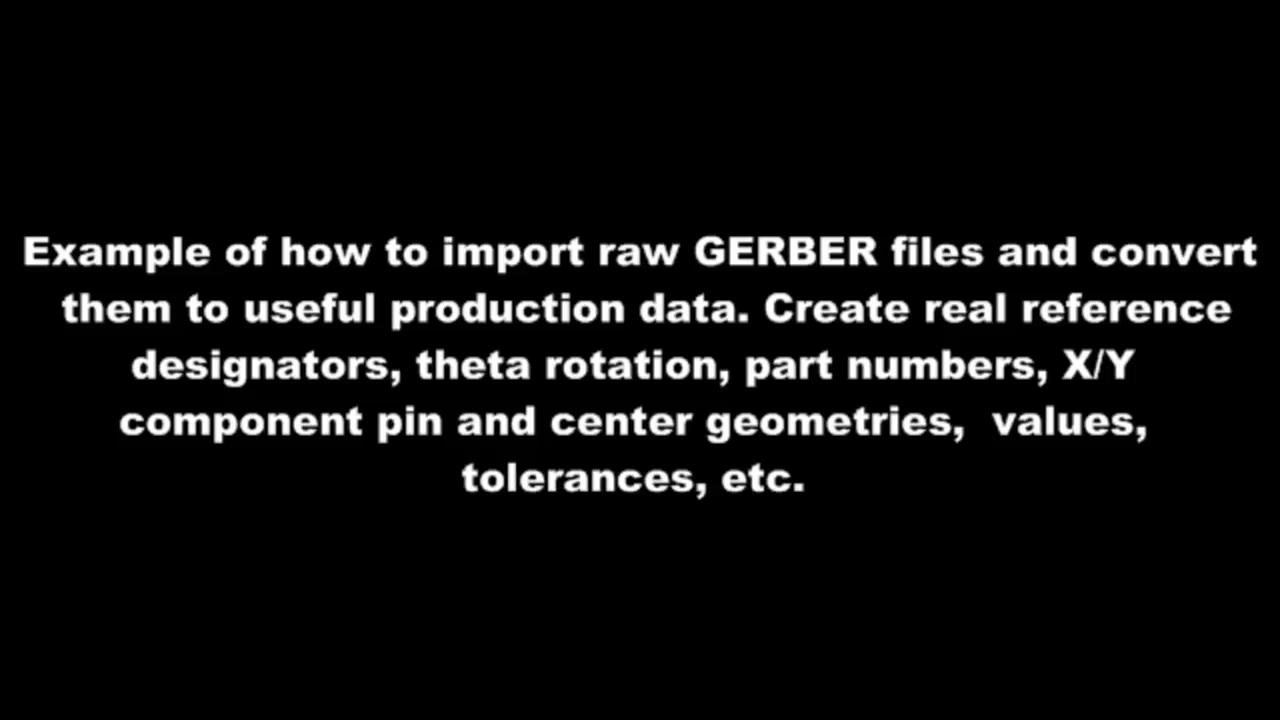 Example of how to import raw GERBER files and convert
them to useful production data. Create real reference
designators, theta rotation, part numbers, X/Y
component pin and center geometries,  values,
tolerances, etc.